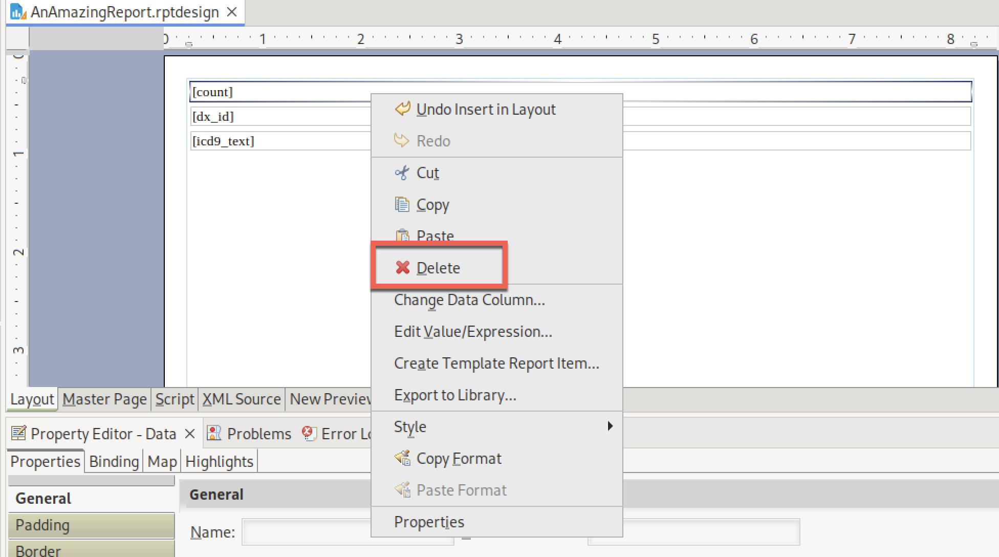 AnAmazingReport.rptdesign
0 1 2 3 4 5 6 7 8
0
1
2
3
[count]
[dx_id]
[icd9_text]
Undo Insert in Layout
Redo
Cut
Copy
Paste
Delete
Change Data Column...
Edit Value/Expression...
Create Template Report Item...
Export to Library...
Style
Copy Format
Paste Format
Properties
Layout Master Page Script XML Source New Preview
Property Editor - Data Problems Error
Properties Binding Map Highlights
General
Padding
Border
General
Name: